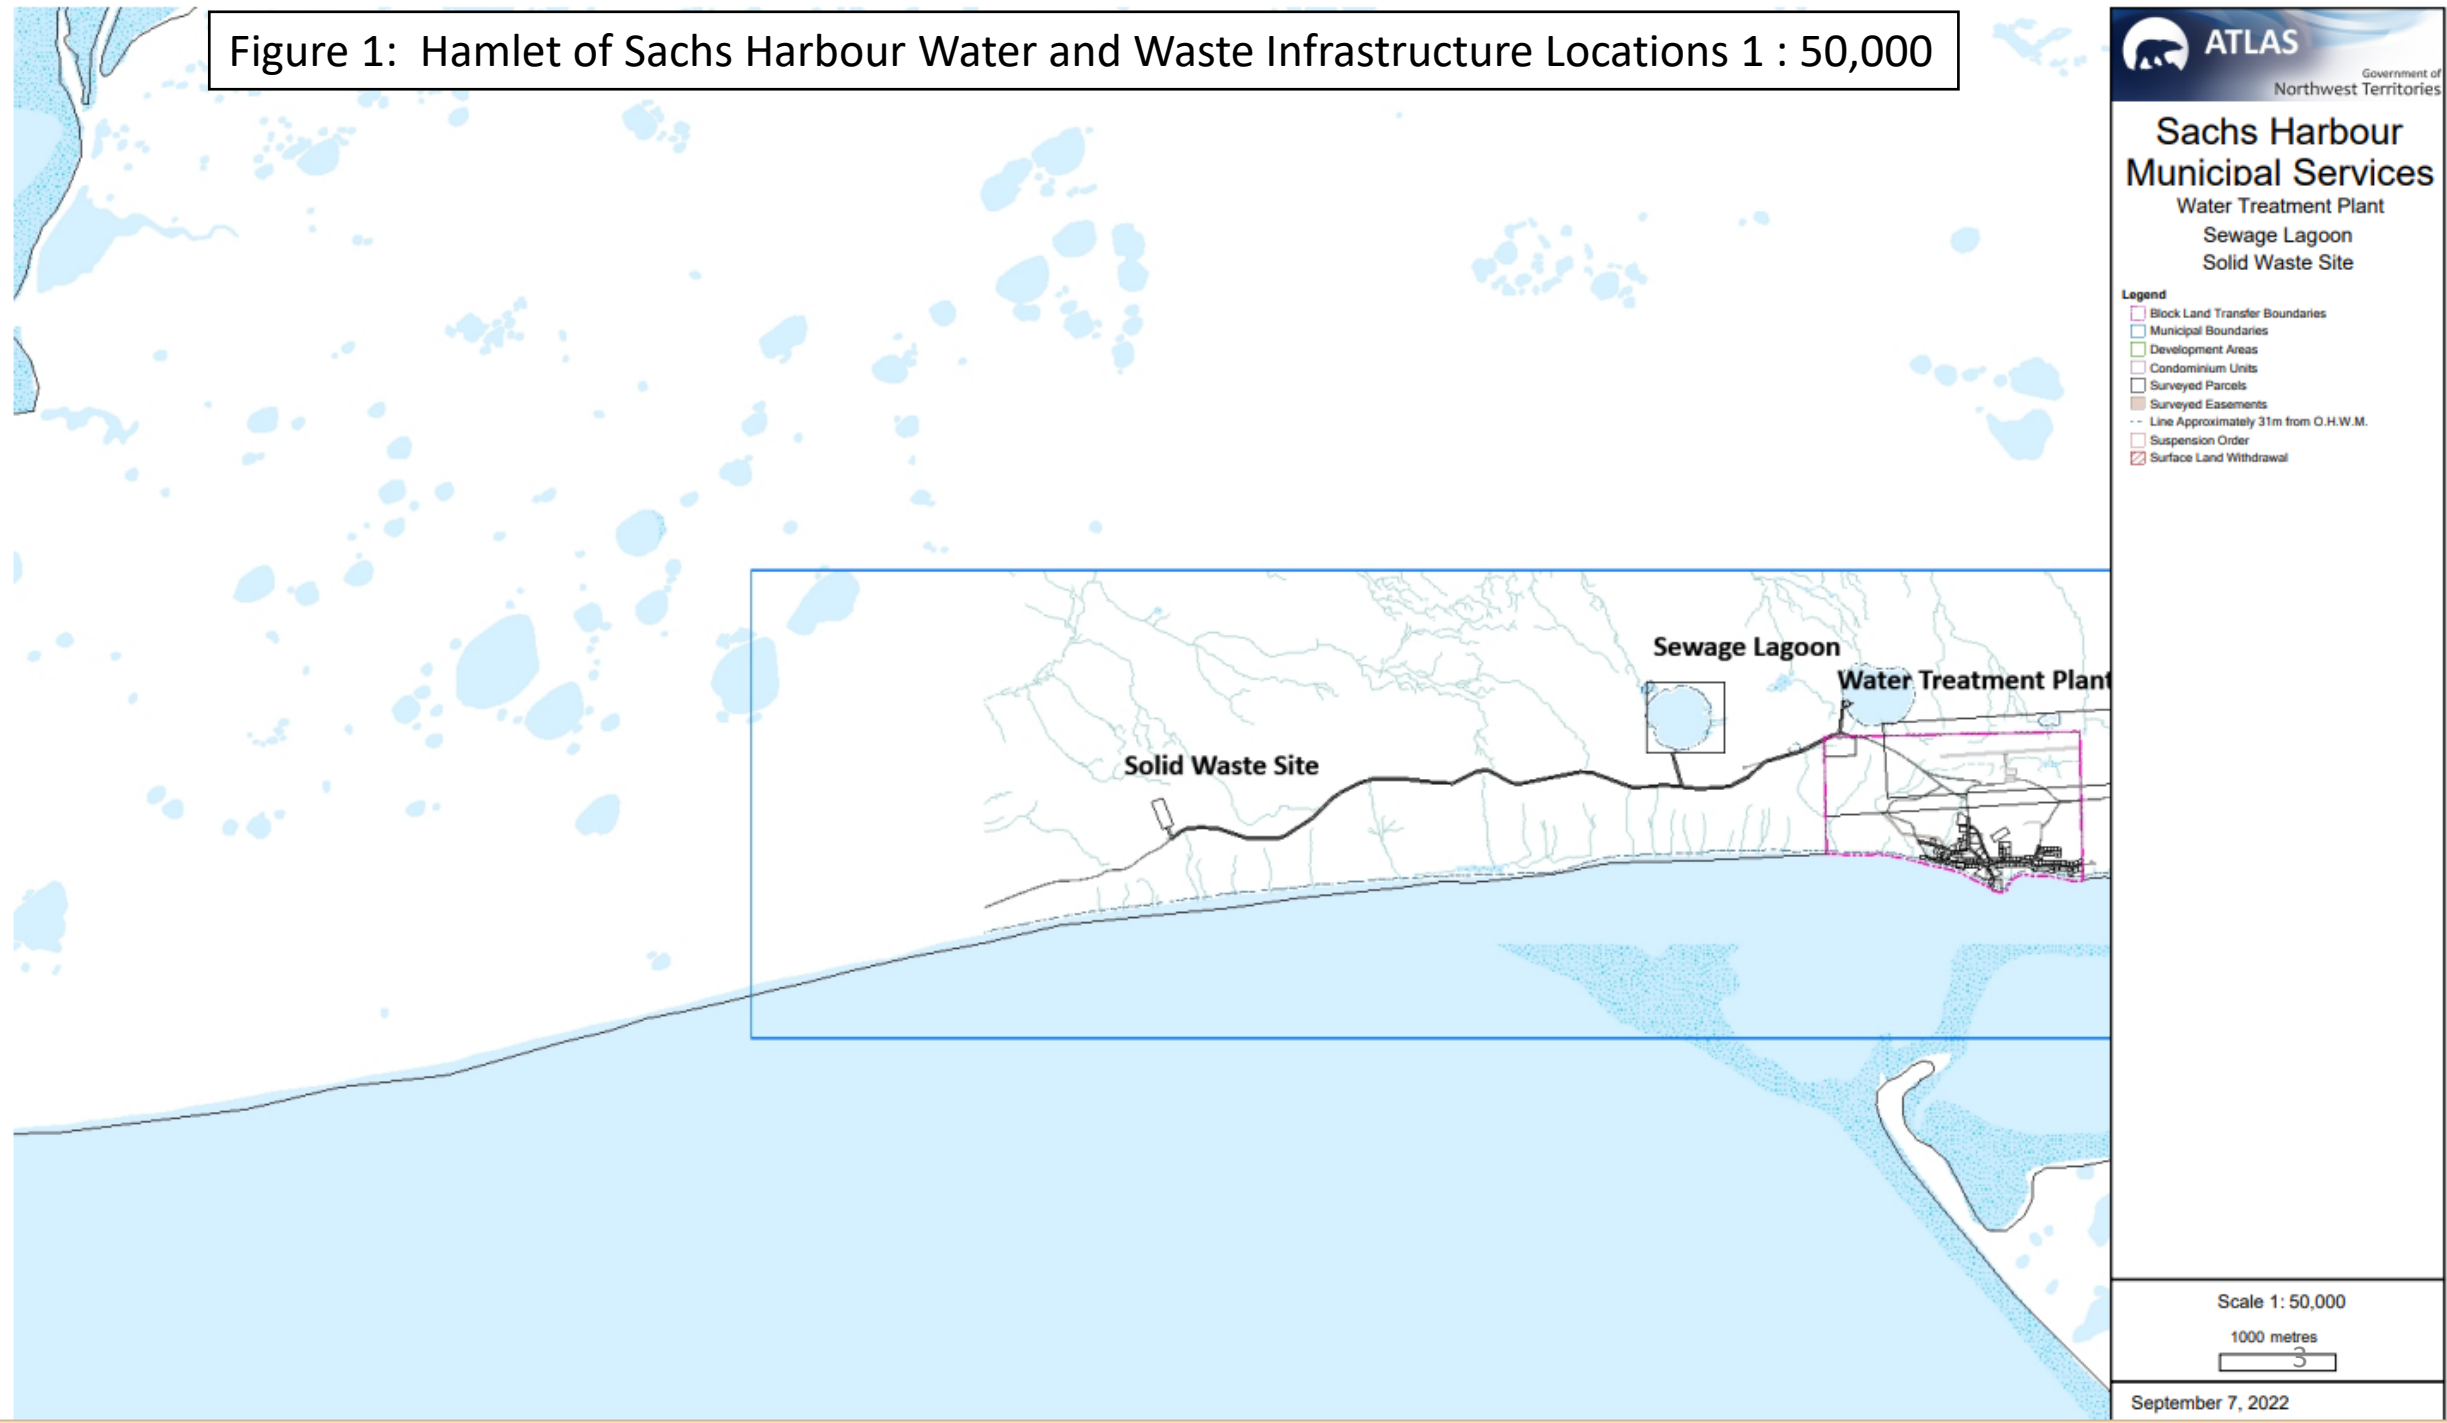 Figure 1:  Hamlet of Sachs Harbour Water and Waste Infrastructure Locations 1 : 50,000
ATLAS
Government of
Northwest Territories
Sachs Harbour
Municipal Services
Water Treatment Plant
Sewage Lagoon
Solid Waste Site
Legend
Block Land Transfer Boundaries
Municipal Boundaries
Development Areas
Condominium Units
Surveyed Parcels
Surveyed Easements
Line Approximately 31m from O.H.W.M.
Suspension Order
Surface Land Withdrawal
Sewage Lagoon
Water Treatment Plant
Solid Waste Site
Scale 1: 50,000
1000 metres
3
September 7, 2022